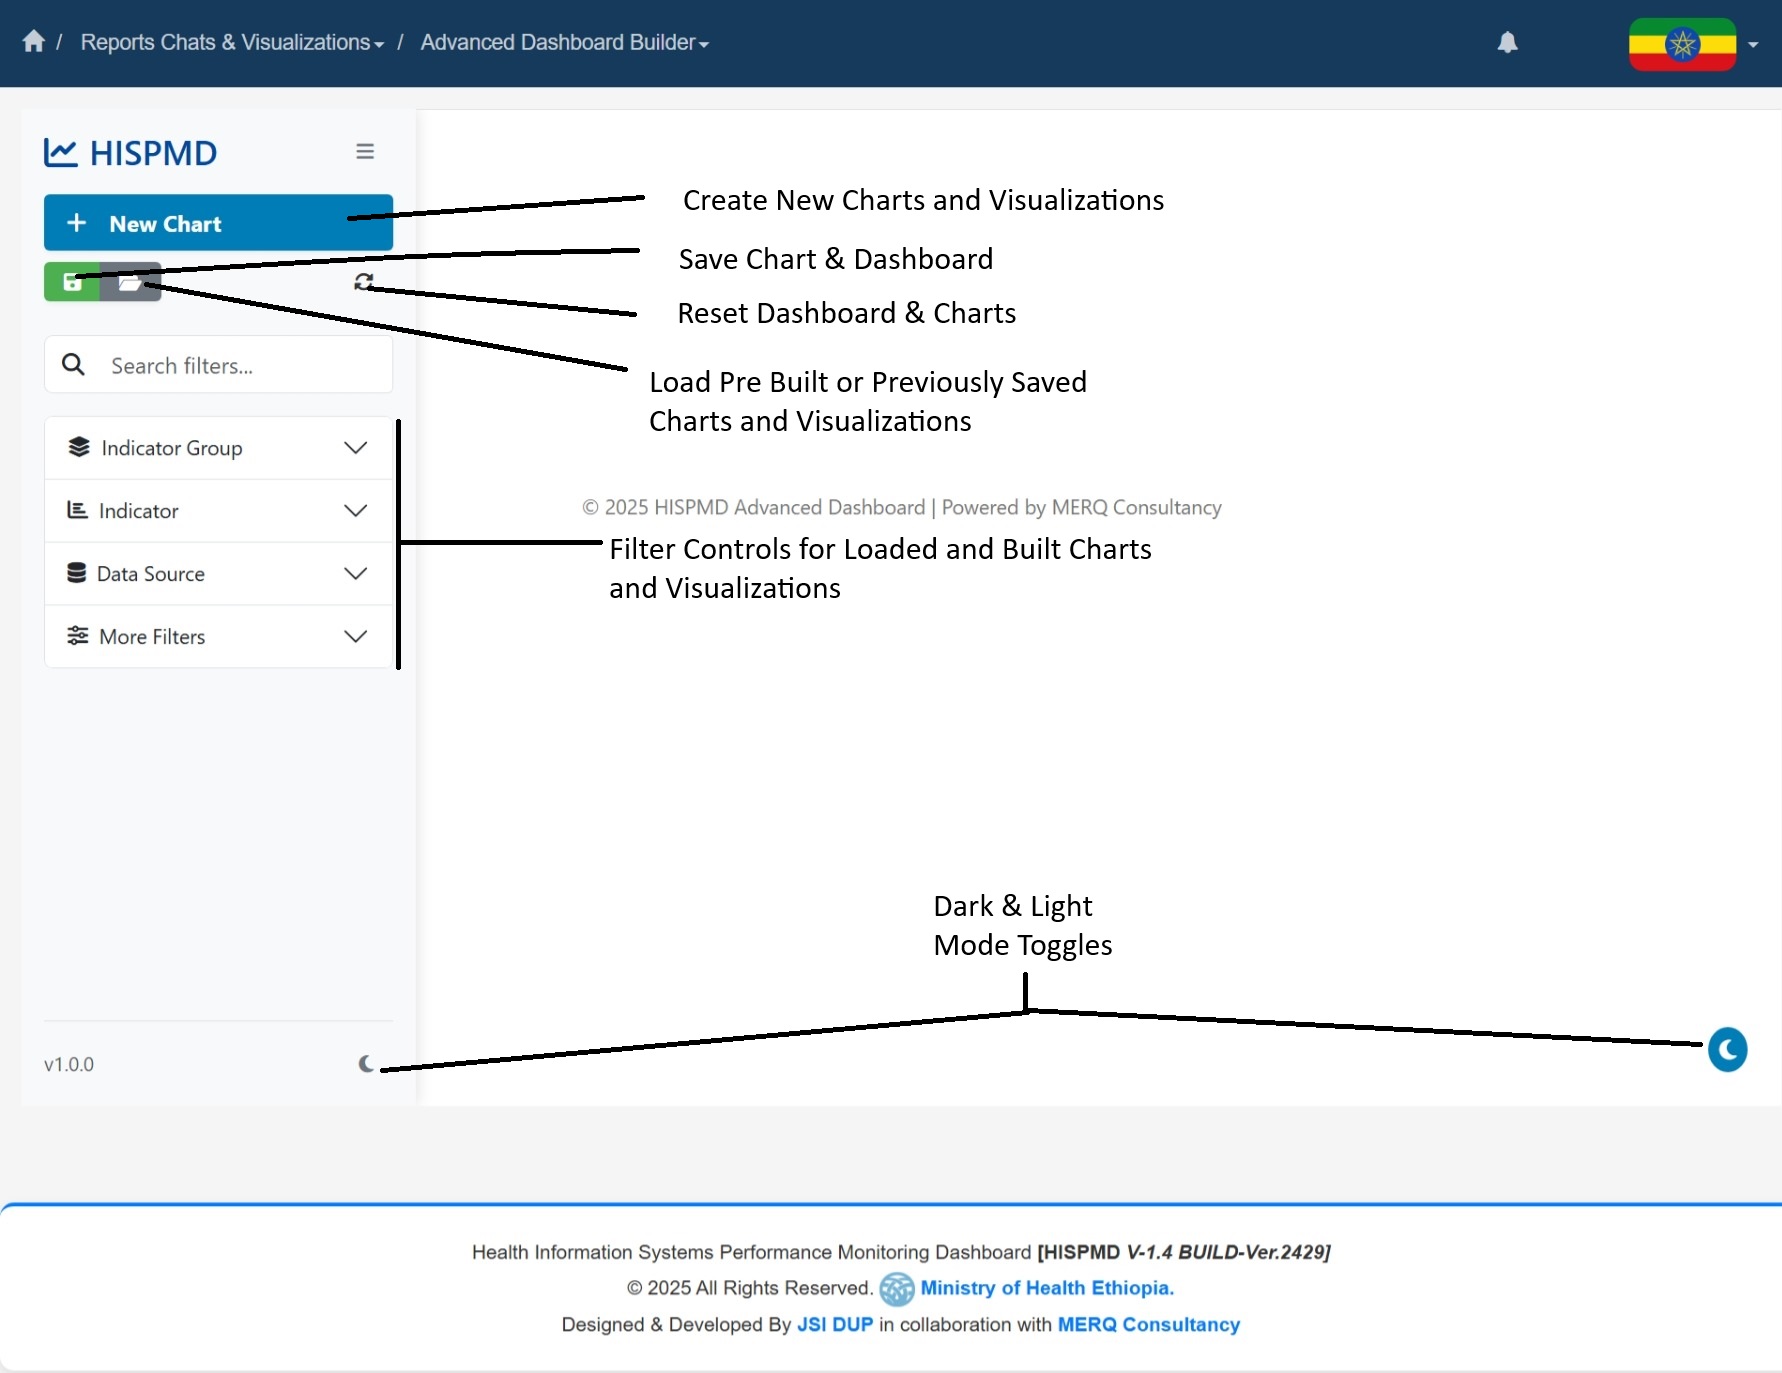 / Reports Chats & Visualizations / Advanced Dashboard Builder
HISPMD
New Chart
Create New Charts and Visualizations
Save Chart & Dashboard
Reset Dashboard & Charts
Search filters...
Load Pre Built or Previously Saved
Charts and Visualizations
Indicator Group
Indicator
Data Source
More Filters
© 2025 HISPMD Advanced Dashboard | Powered by MERQ Consultancy
Filter Controls for Loaded and Built Charts
and Visualizations
Dark & Light
Mode Toggles
v1.0.0
Health Information Systems Performance Monitoring Dashboard [HISPMD V-1.4 BUILD-Ver.2429]
© 2025 All Rights Reserved. Ministry of Health Ethiopia.
Designed & Developed By JSI DUP in collaboration with MERQ Consultancy